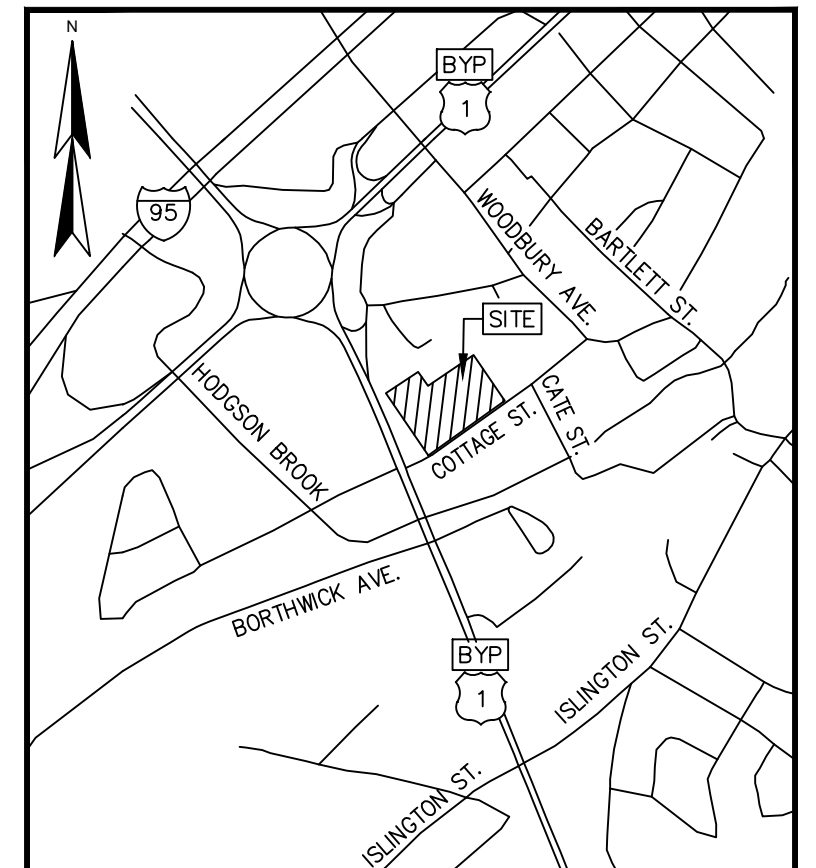 N
BYP
1
95
WOODBURY AVE.
BARTLETT ST.
SITE
HODGSON BROOK
CATE ST.
COTTAGE ST.
BORTHWICK AVE.
BYP
1
ISLINGTON ST.
ISLINGTON ST.